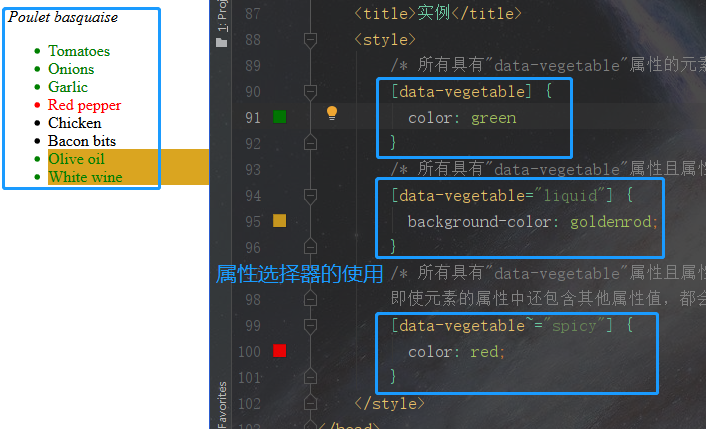 Poulet basquaise
Tomatoes
Onions
Garlic
Red pepper
Chicken
Bacon bits
Olive oil
White wine
1: Proj
Favorites
87 <title>实例</title>
88 <style>
89 /* 所有具有"data-vegetable"属性的元素
90 [data-vegetable] {
91 color: green
92 }
93 /* 所有具有"data-vegetable"属性且属性
94 [data-vegetable="liquid"] {
95 background-color: goldenrod;
96 }
属性选择器的使用
97 /* 所有具有"data-vegetable"属性且属性
98 即使元素的属性中还包含其他属性值，都会
99 [data-vegetable~="spicy"] {
100 color: red;
101 }
102 </style>
103 </head>